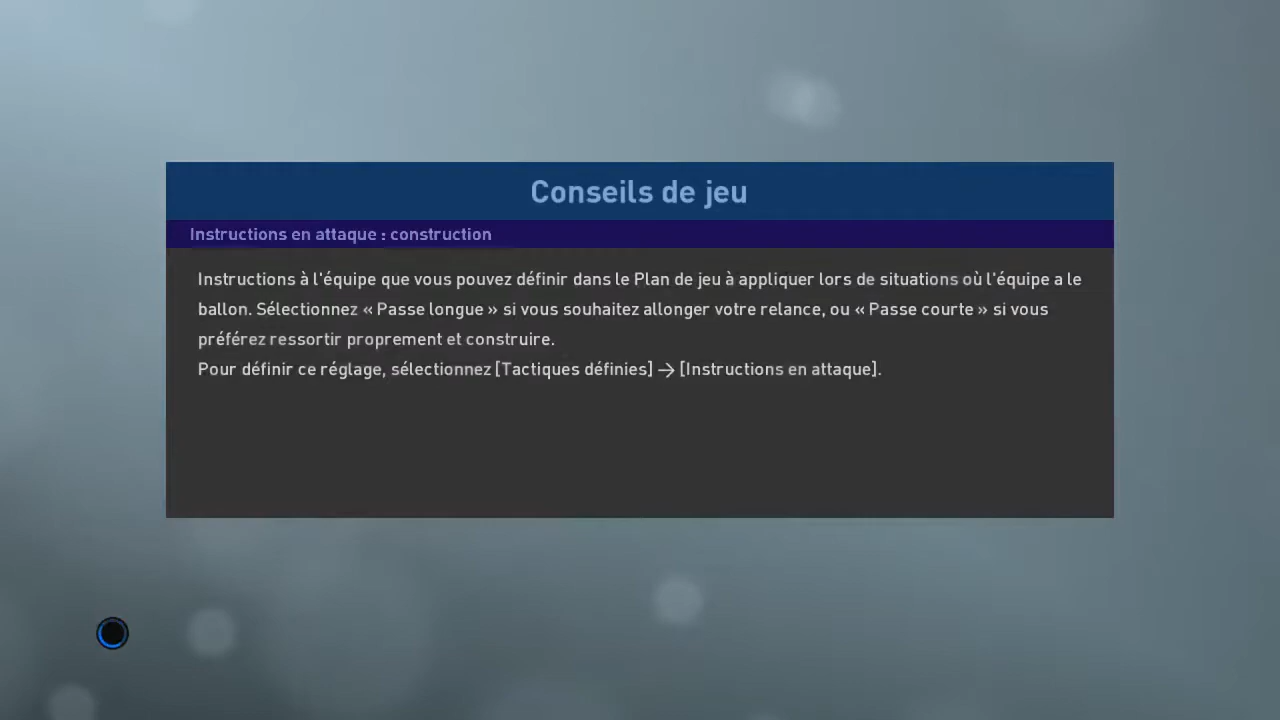 Conseils de jeu
Instructions en attaque : construction
Instructions à l'équipe que vous pouvez définir dans le Plan de jeu à appliquer lors de situations où l'équipe a le
ballon. Sélectionnez « Passe longue » si vous souhaitez allonger votre relance, ou « Passe courte » si vous
préférez ressortir proprement et construire.
Pour définir ce réglage, sélectionnez [Tactiques définies] → [Instructions en attaque].